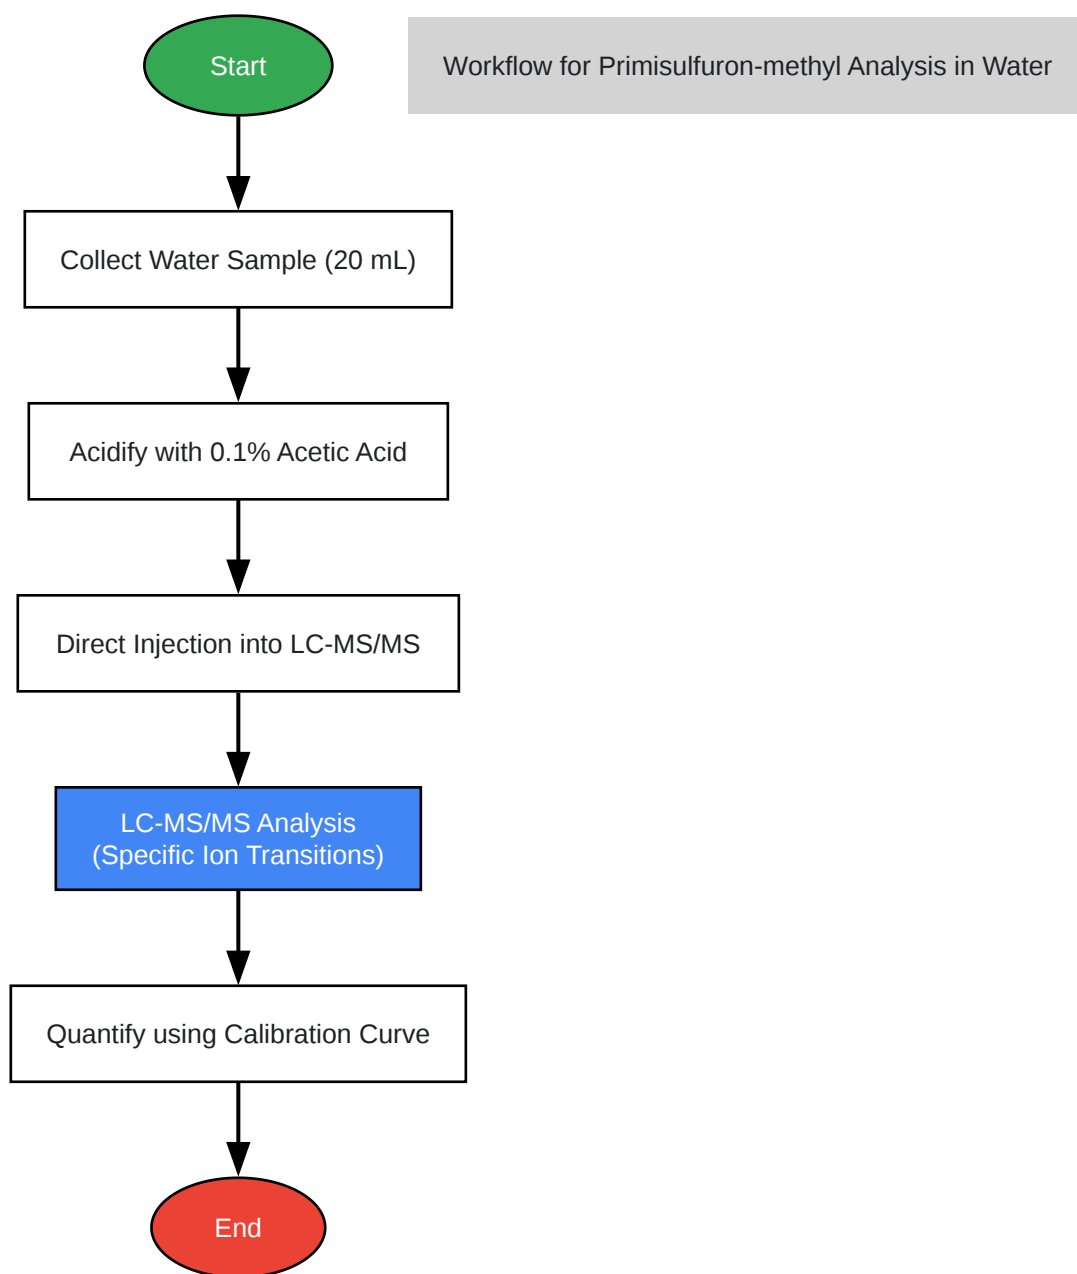 Start
Workflow for Primisulfuron-methyl Analysis in Water
Collect Water Sample (20 mL)
Acidify with 0.1% Acetic Acid
Direct Injection into LC-MS/MS
LC-MS/MS Analysis
(Specific Ion Transitions)
Quantify using Calibration Curve
End